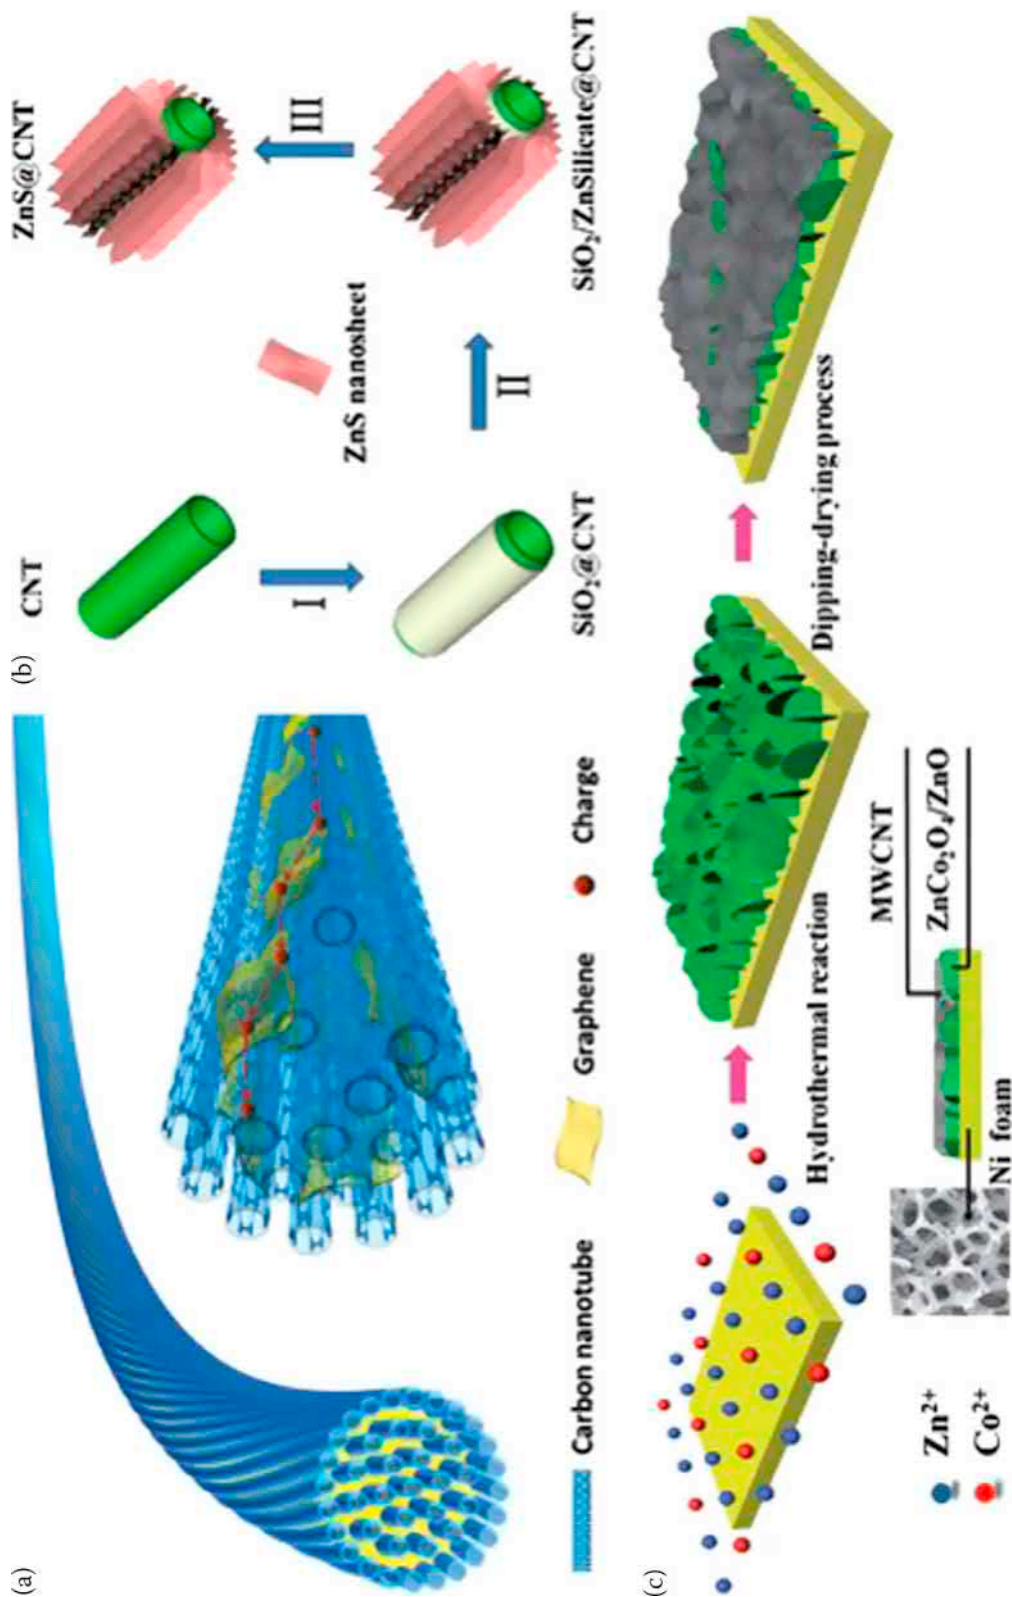 (a)
Carbon nanotube
Graphene
Charge
(b)
CNT
ZnS@CNT
I
II
III
ZnS nanosheet
SiO₂@CNT
SiO₂/ZnSilicate@CNT
(c)
Hydrothermal reaction
Dipping-drying process
Zn²⁺
Co²⁺
Ni foam
MWCNT
ZnCo₂O₄/ZnO